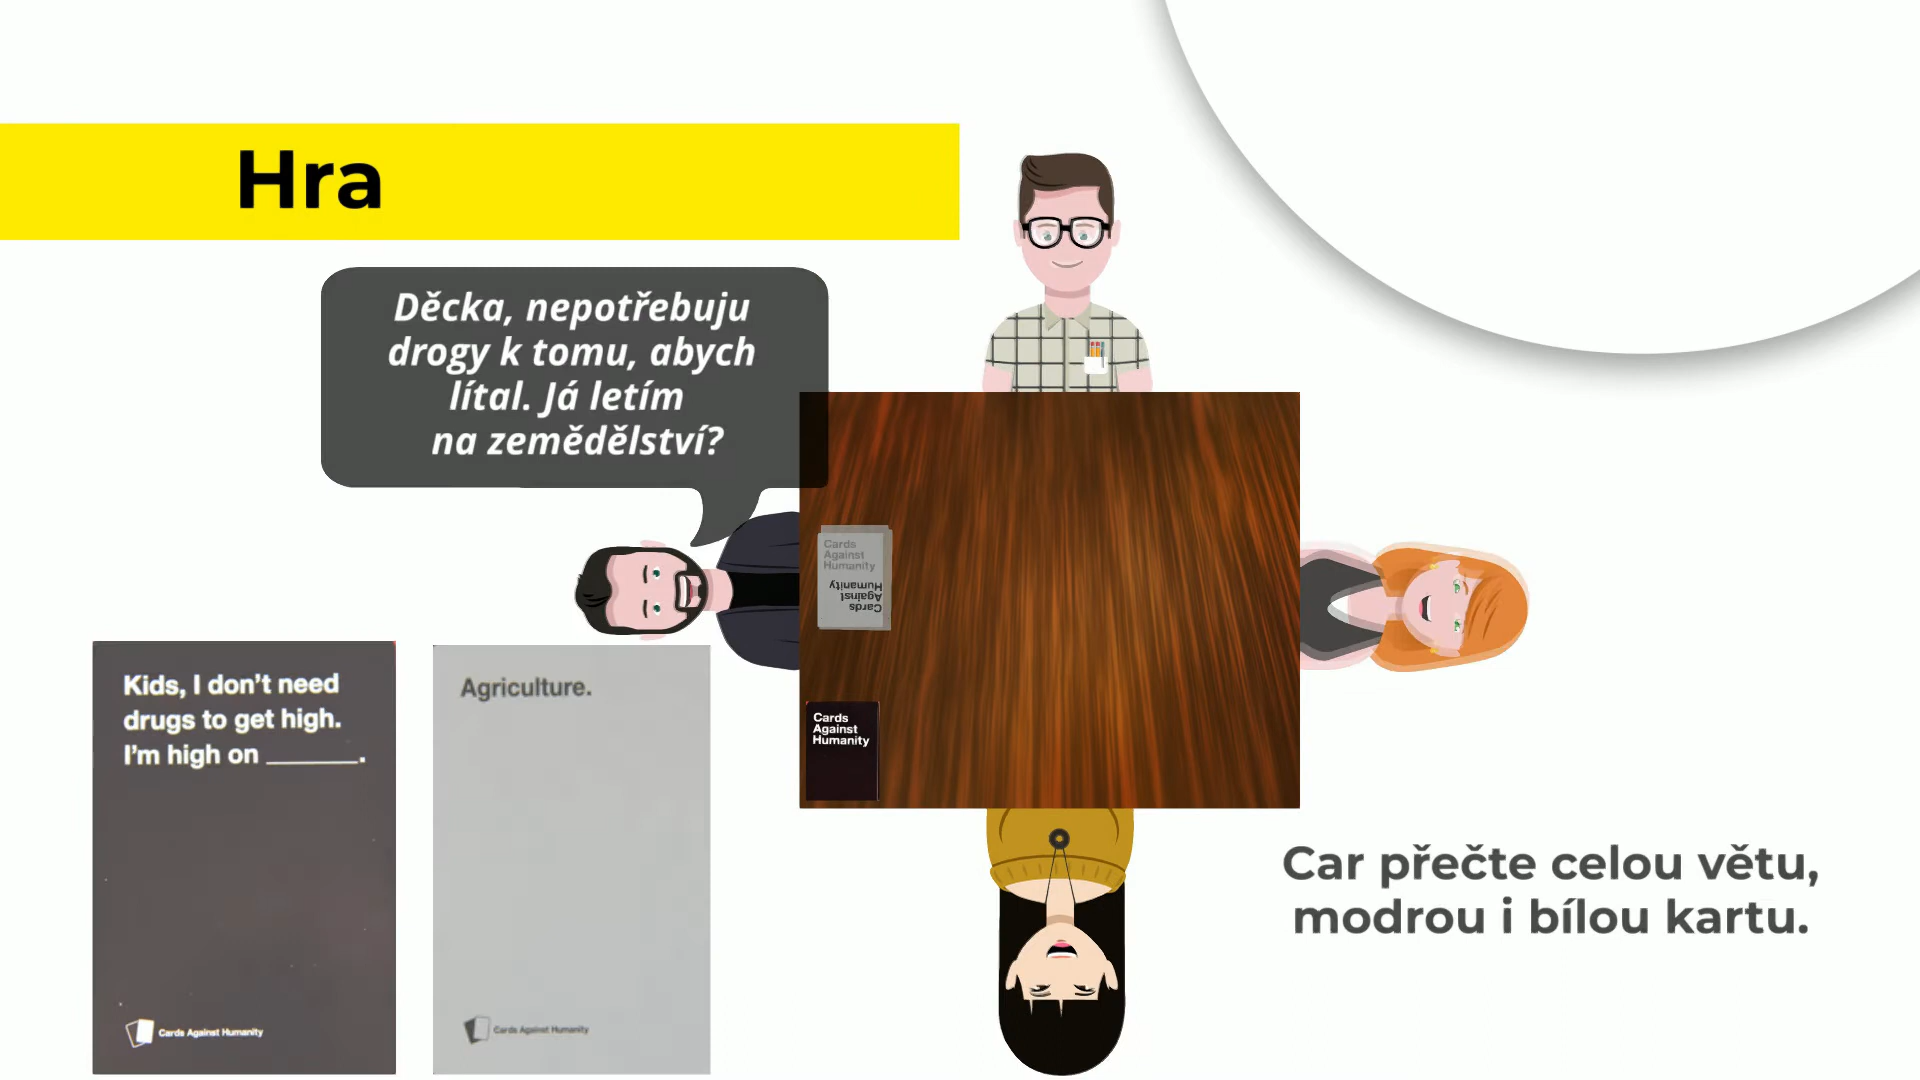 Hra
Děcka, nepotřebuju
drogy k tomu, abych
lítal. Já letím
na zemědělství?
Cards
Against
Humanity
Cards
Against
Humanity
Cards
Against
Humanity
Kids, I don't need
drugs to get high.
I'm high on ______.
Cards Against Humanity
Agriculture.
Cards Against Humanity
Car přečte celou větu,
modrou i bílou kartu.